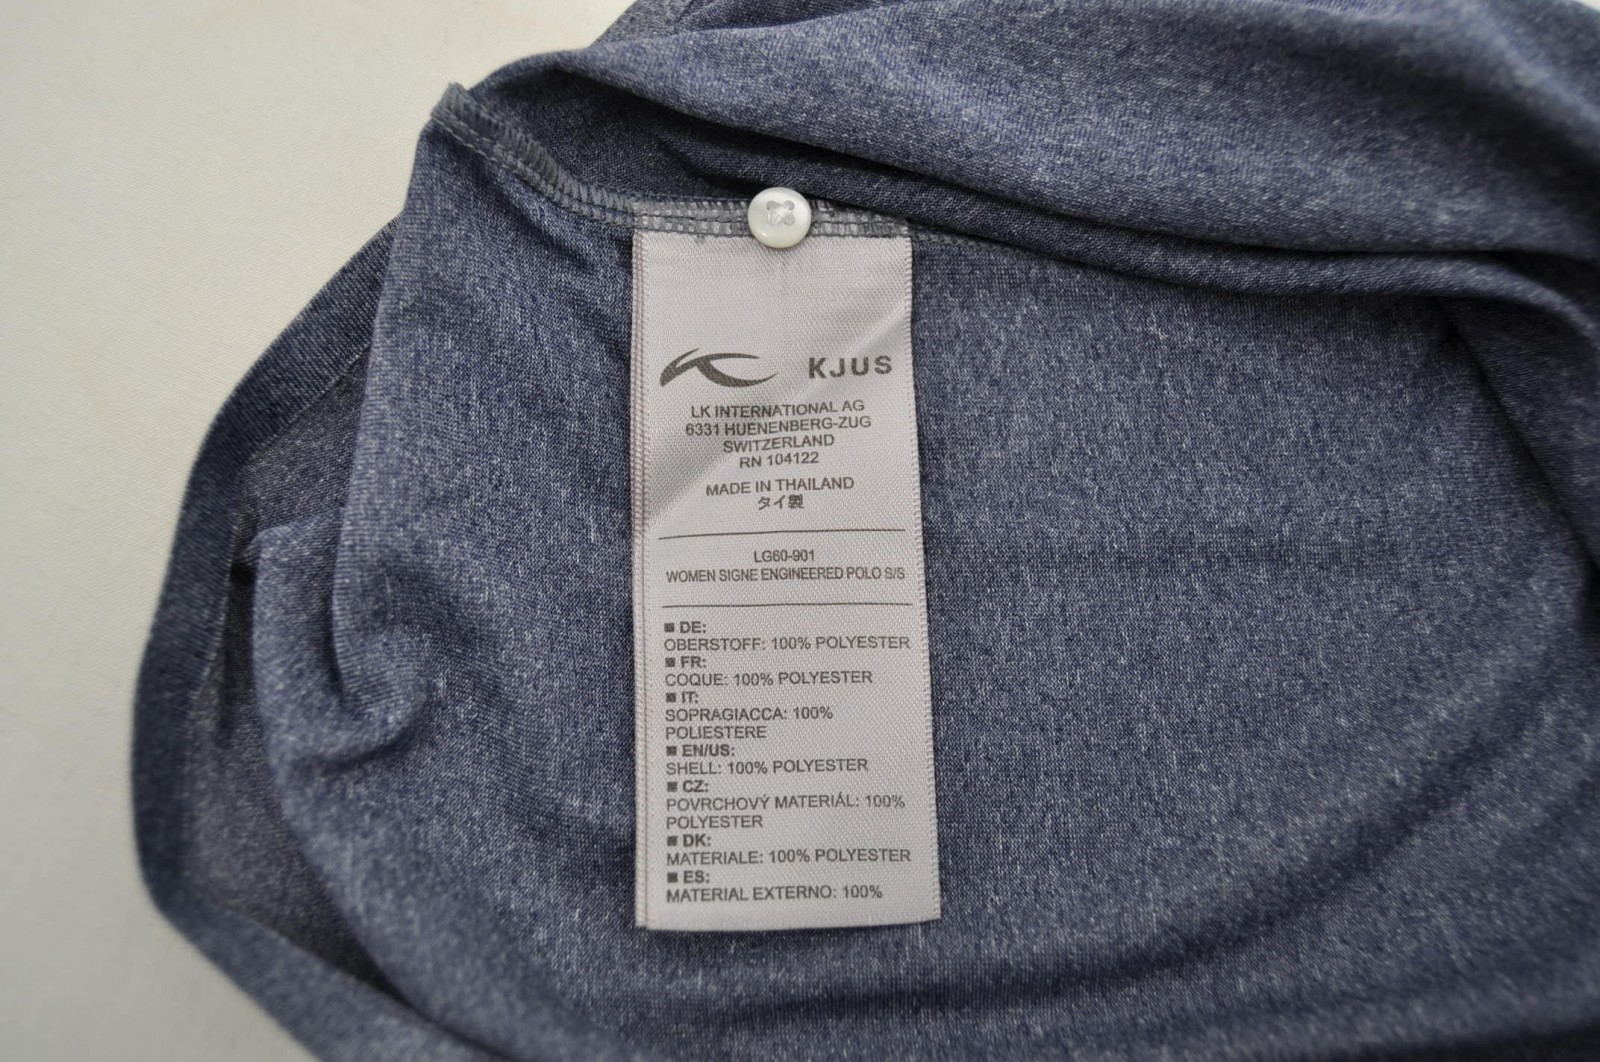 KJUS
LK INTERNATIONAL AG
6331 HUENENBERG-ZUG
SWITZERLAND
RN 104122
MADE IN THAILAND
タイ製
LG60-901
WOMEN SIGNE ENGINEERED POLO S/S
DE:
OBERSTOFF: 100% POLYESTER
FR:
COQUE: 100% POLYESTER
IT:
SOPRAGIACCA: 100%
POLIESTERE
EN/US:
SHELL: 100% POLYESTER
CZ:
POVRCHOVÝ MATERIÁL: 100%
POLYESTER
DK:
MATERIALE: 100% POLYESTER
ES:
MATERIAL EXTERNO: 100%